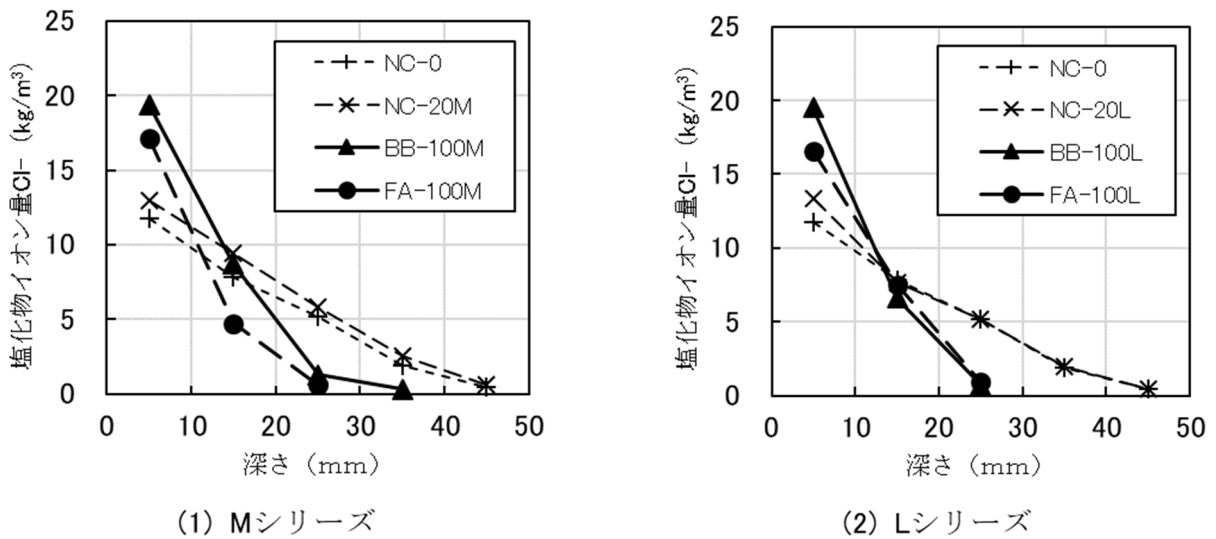 塩化物イオン量Cl-（kg/m³）
25
20
15
10
5
0
NC-0
NC-20M
BB-100M
FA-100M
0 10 20 30 40 50
深さ（mm）
(1) Mシリーズ
塩化物イオン量Cl-（kg/m³）
25
20
15
10
5
0
NC-0
NC-20L
BB-100L
FA-100L
0 10 20 30 40 50
深さ（mm）
(2) Lシリーズ